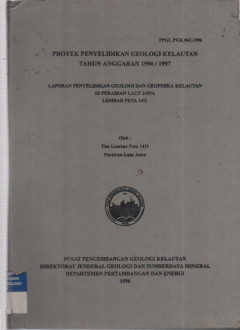 PPGL.PUK.060.1996
PROYEK PENYELIDIKAN GEOLOGI KELAUTAN
TAHUN ANGGARAN 1996 / 1997
LAPORAN PENYELIDIKAN GEOLOGI DAN GEOFISIKA KELAUTAN
DI PERAIRAN LAUT JAWA
LEMBAR PETA 1411
Oleh :
Tim Lembar Peta 1411
Perairan Laut Jawa
PUSAT PENGEMBANGAN GEOLOGI KELAUTAN
DIREKTORAT JENDERAL GEOLOGI DAN SUMBERDAYA MINERAL
DEPARTEMEN PERTAMBANGAN DAN ENERGI
1996